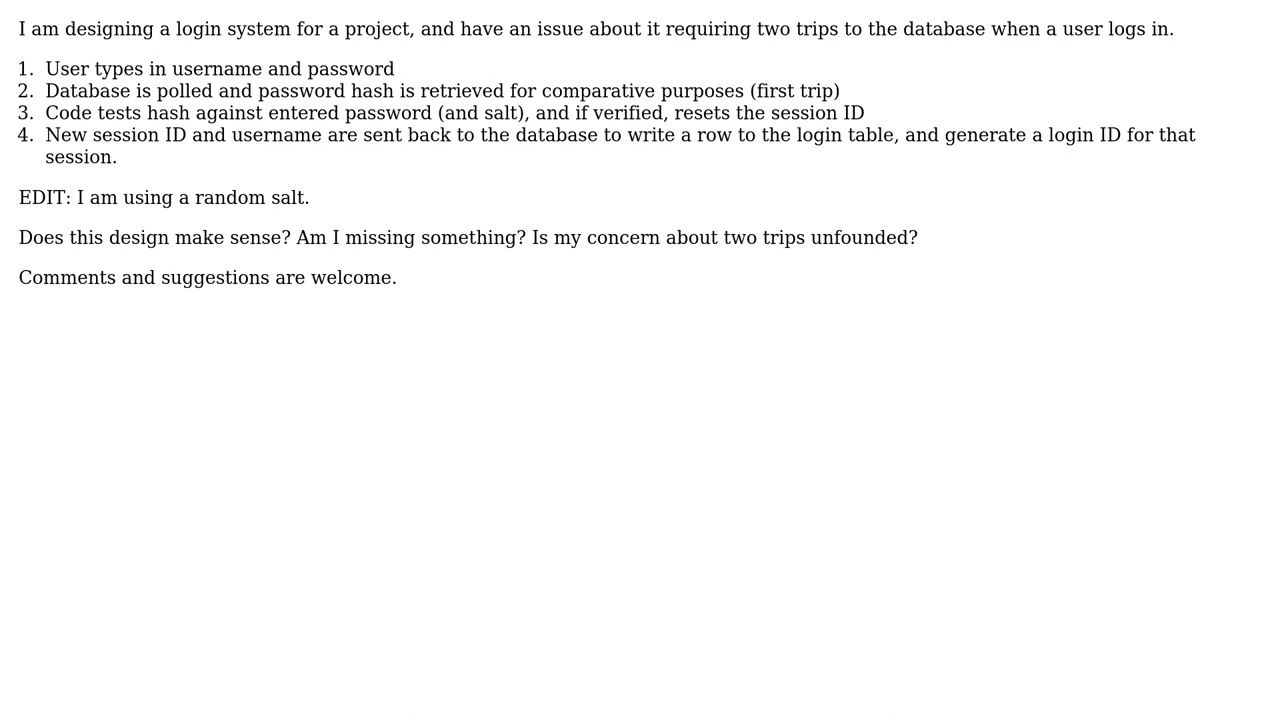 I am designing a login system for a project, and have an issue about it requiring two trips to the database when a user logs in.
1. User types in username and password
2. Database is polled and password hash is retrieved for comparative purposes (first trip)
3. Code tests hash against entered password (and salt), and if verified, resets the session ID
4. New session ID and username are sent back to the database to write a row to the login table, and generate a login ID for that
session.
EDIT: I am using a random salt.
Does this design make sense? Am I missing something? Is my concern about two trips unfounded?
Comments and suggestions are welcome.